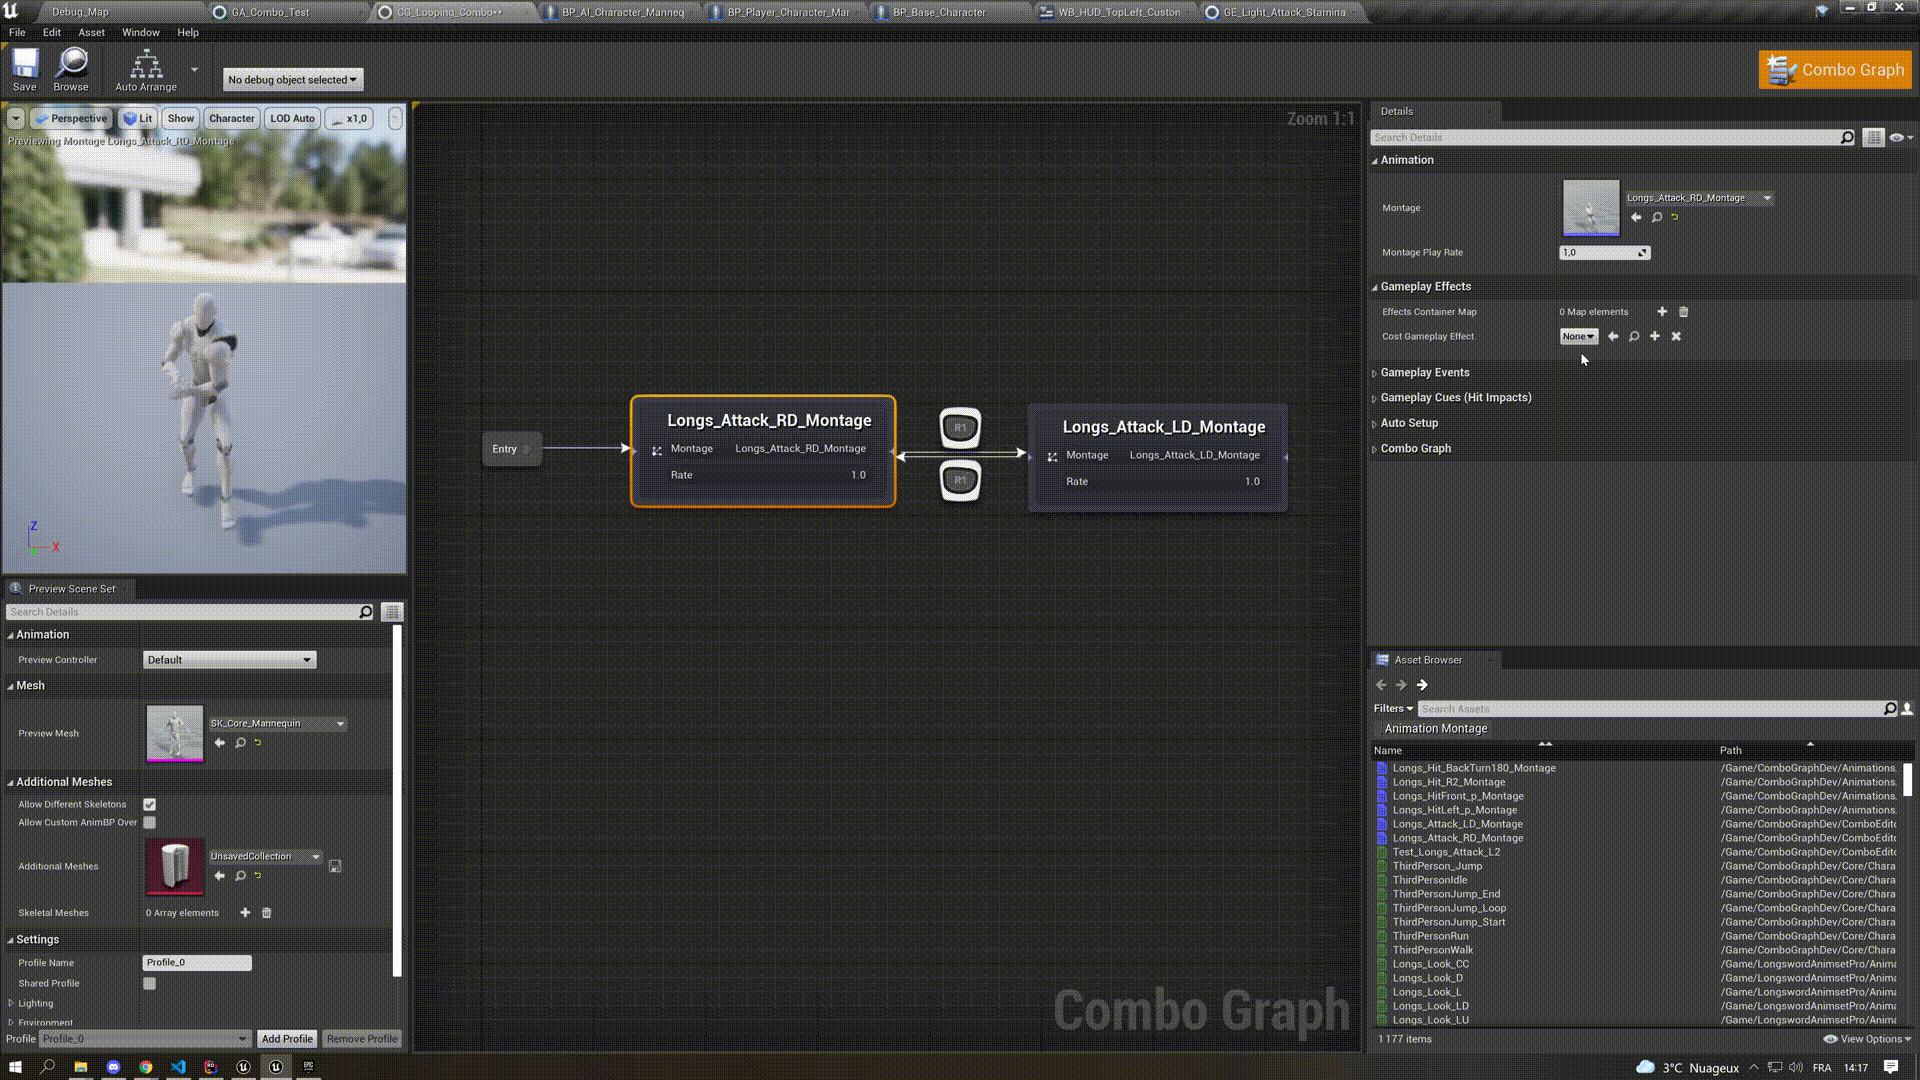 Debug_Map
GA_Combo_Test
CG_Looping_Combo**
BP_AI_Character_Manneq
BP_Player_Character_Mar
BP_Base_Character
WB_HUD_TopLeft_Custon
GE_Light_Attack_Stamina
File Edit Asset Window Help
Save
Browse
Auto Arrange
No debug object selected
Combo Graph
Perspective
Lit
Show
Character
LOD Auto
x1,0
Previewing Montage Longs_Attack_RD_Montage
Z
X
Zoom 1:1
Entry
Longs_Attack_RD_Montage
Montage Longs_Attack_RD_Montage
Rate 1.0
R1
R1
Longs_Attack_LD_Montage
Montage Longs_Attack_LD_Montage
Rate 1.0
Combo Graph
Preview Scene Set
Search Details
Animation
Preview Controller Default
Mesh
Preview Mesh SK_Core_Mannequin
Additional Meshes
Allow Different Skeletons
Allow Custom AnimBP Over
Additional Meshes UnsavedCollection
Skeletal Meshes 0 Array elements
Settings
Profile Name Profile_0
Shared Profile
Lighting
Environment
Profile Profile_0 Add Profile Remove Profile
Details
Search Details
Animation
Montage Longs_Attack_RD_Montage
Montage Play Rate 1,0
Gameplay Effects
Effects Container Map 0 Map elements
Cost Gameplay Effect None
Gameplay Events
Gameplay Cues (Hit Impacts)
Auto Setup
Combo Graph
Asset Browser
Filters Search Assets
Animation Montage
Name Path
Longs_Hit_BackTurn180_Montage /Game/ComboGraphDev/Animations
Longs_Hit_R2_Montage /Game/ComboGraphDev/Animations
Longs_HitFront_p_Montage /Game/ComboGraphDev/Animations
Longs_HitLeft_p_Montage /Game/ComboGraphDev/Animations
Longs_Attack_LD_Montage /Game/ComboGraphDev/ComboEdito
Longs_Attack_RD_Montage /Game/ComboGraphDev/ComboEdito
Test_Longs_Attack_L2 /Game/ComboGraphDev/ComboEdito
ThirdPerson_Jump /Game/ComboGraphDev/Core/Chara
ThirdPersonIdle /Game/ComboGraphDev/Core/Chara
ThirdPersonJump_End /Game/ComboGraphDev/Core/Chara
ThirdPersonJump_Loop /Game/ComboGraphDev/Core/Chara
ThirdPersonJump_Start /Game/ComboGraphDev/Core/Chara
ThirdPersonRun /Game/ComboGraphDev/Core/Chara
ThirdPersonWalk /Game/ComboGraphDev/Core/Chara
Longs_Look_CC /Game/LongswordAnimsetPro/Anima
Longs_Look_D /Game/LongswordAnimsetPro/Anima
Longs_Look_L /Game/LongswordAnimsetPro/Anima
Longs_Look_LD /Game/LongswordAnimsetPro/Anima
Longs_Look_LU /Game/LongswordAnimsetPro/Anima
1 177 items
View Options
3°C Nuageux
FRA
14:17